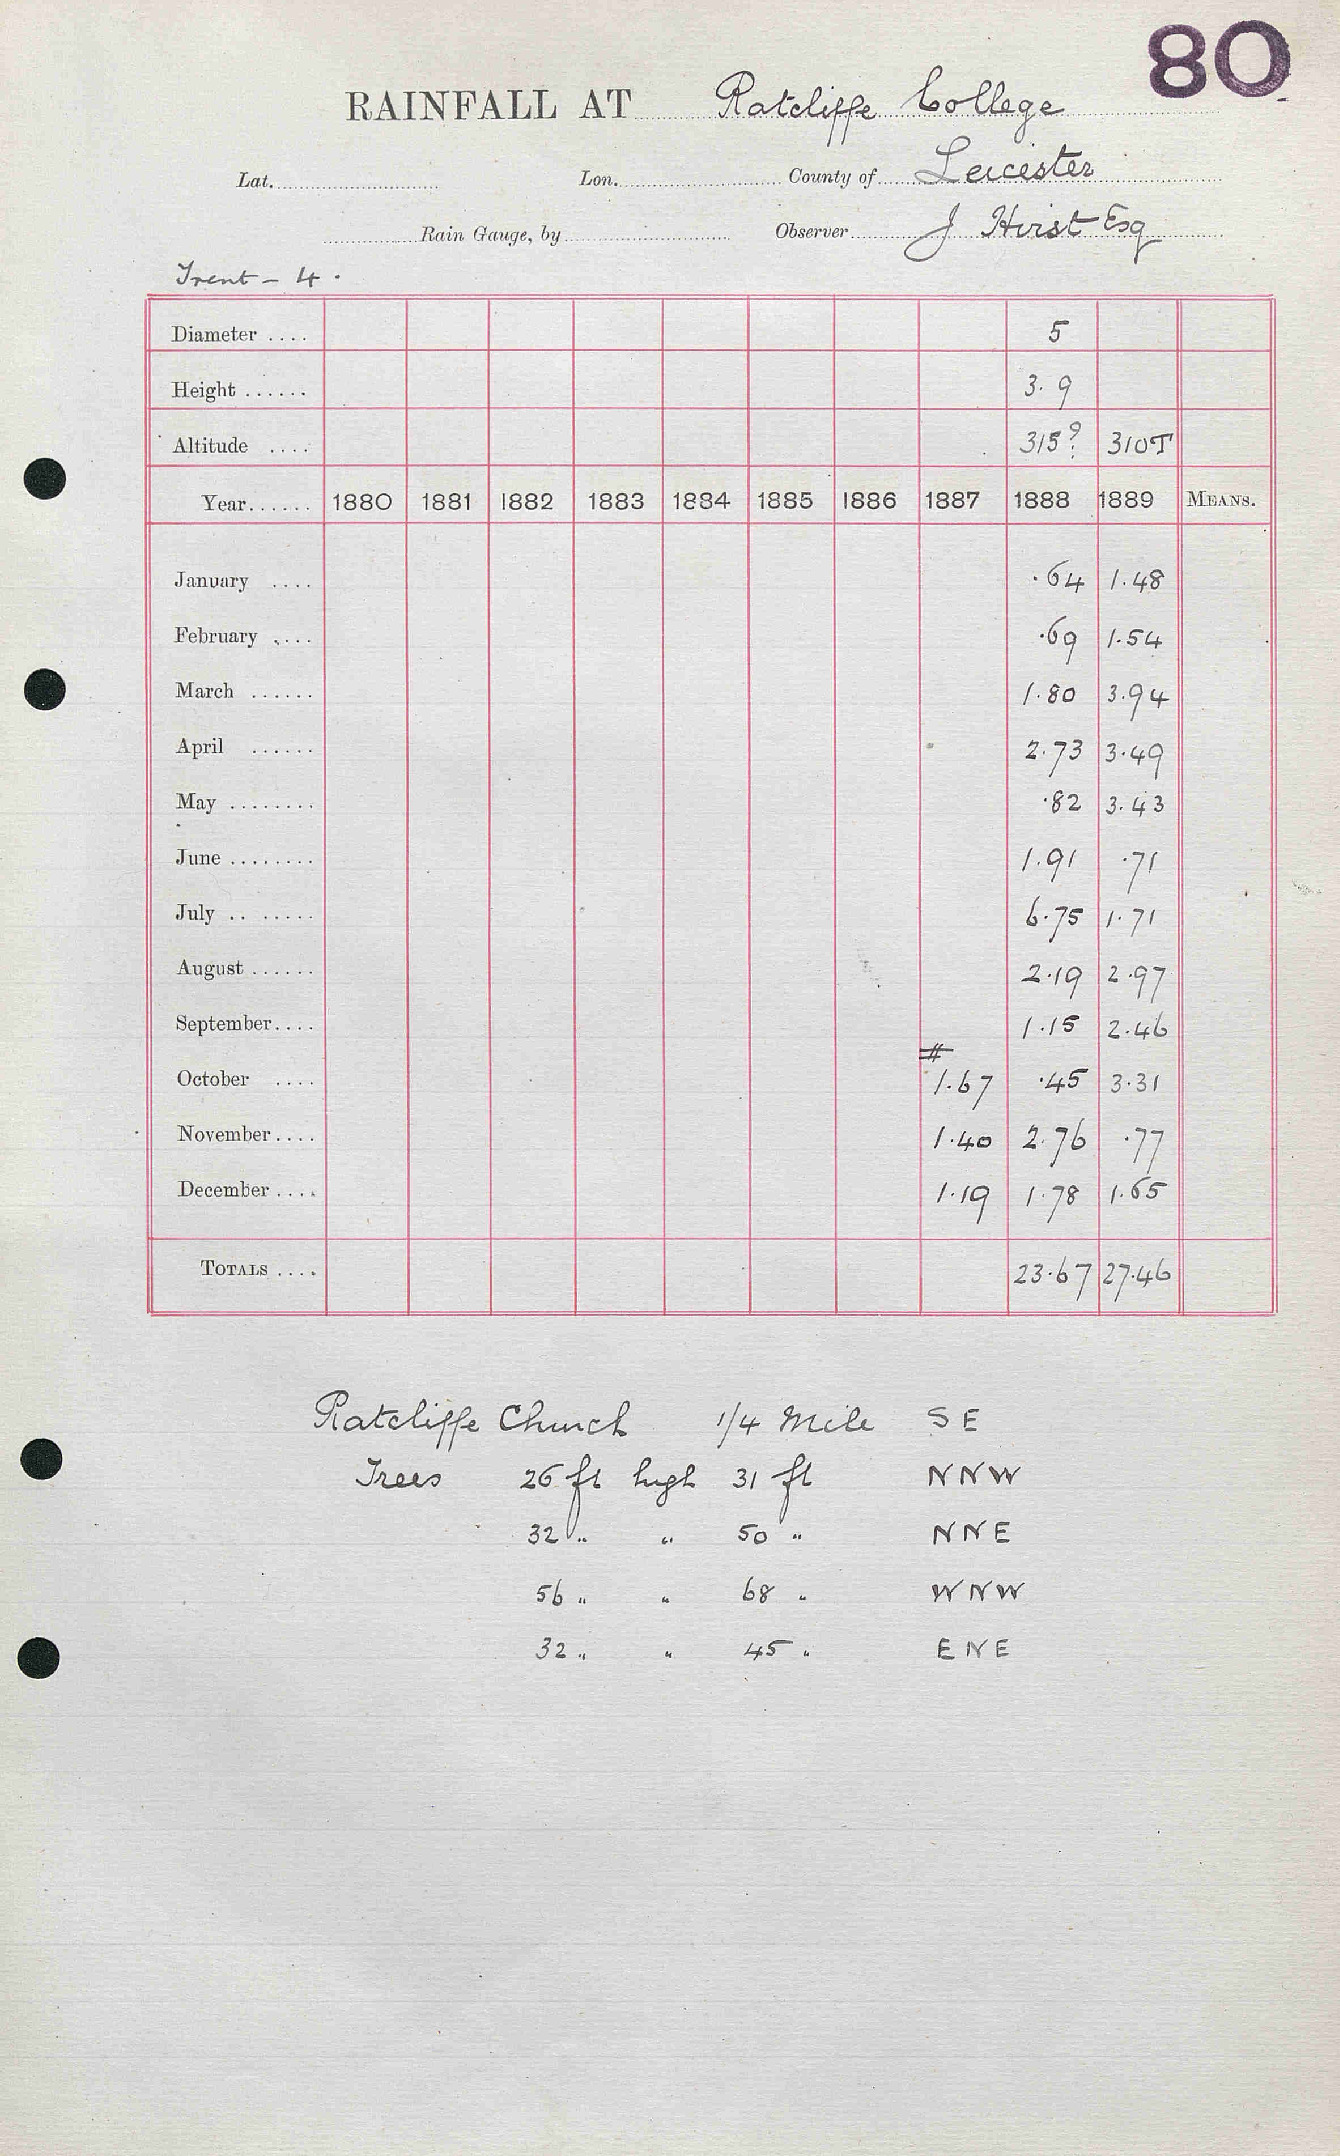 80
RAINFALL AT Ratcliffe College
Lat. Lon. County of Leicester
Rain Gauge, by Observer J Hirst Esq
Trent - 4.
Diameter .... 5
Height ...... 3.9
Altitude .... 315? 310T
Year...... 1880 1881 1882 1883 1884 1885 1886 1887 1888 1889 MEANS.
January .... .64 1.48
February .... .69 1.54
March ...... 1.80 3.94
April ...... 2.73 3.49
May ........ .82 3.43
June ........ 1.91 .71
July .. ..... 6.75 1.71
August ...... 2.19 2.97
September.... 1.15 2.46
#
October .... 1.67 .45 3.31
November.... 1.40 2.76 .77
December.... 1.19 1.78 1.65
TOTALS .... 23.67 27.46
Ratcliffe Church 1/4 Mile S E
Trees 26 ft high 31 ft N N W
32 " " 50 " N N E
56 " " 68 " W N W
32 " " 45 " E N E